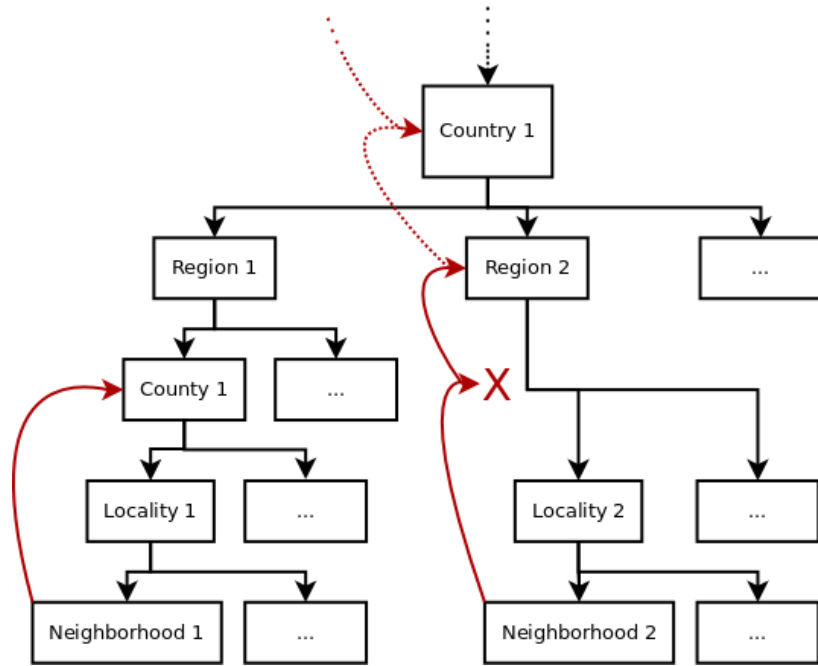 Country 1
Region 1
Region 2
...
County 1
...
X
Locality 1
...
Locality 2
...
Neighborhood 1
...
Neighborhood 2
...